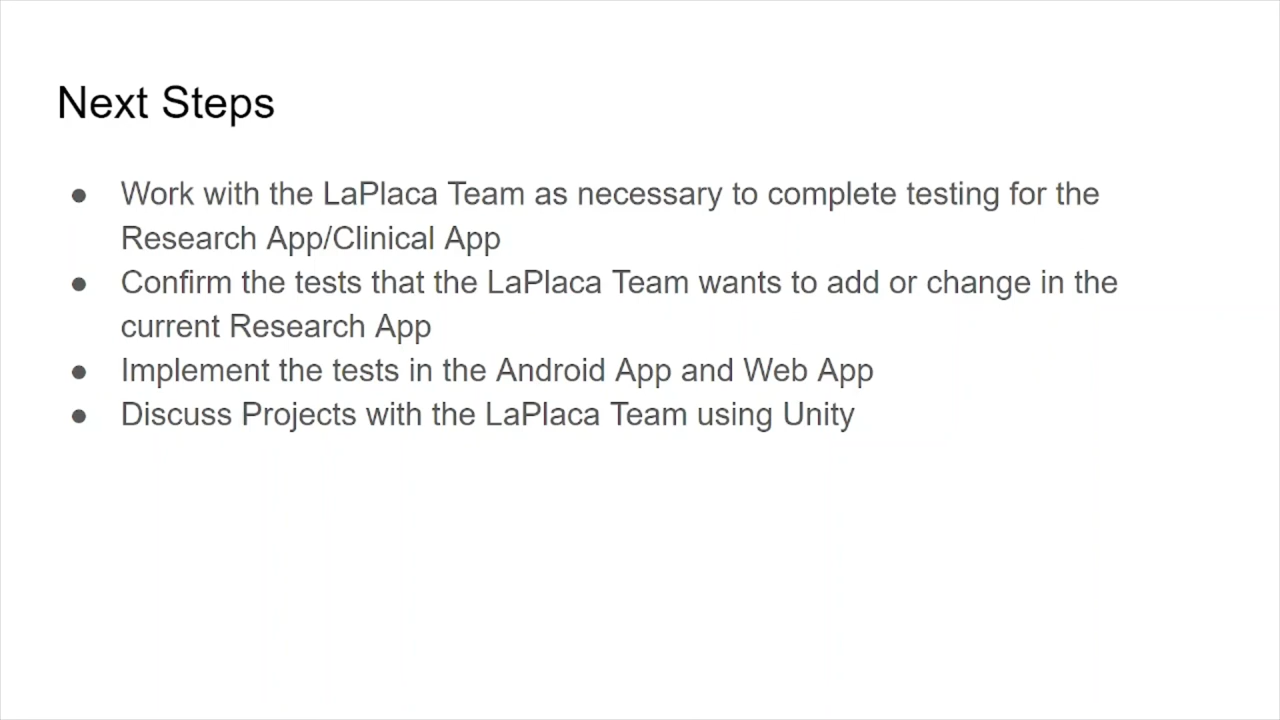 Next Steps
● Work with the LaPlaca Team as necessary to complete testing for the
Research App/Clinical App
● Confirm the tests that the LaPlaca Team wants to add or change in the
current Research App
● Implement the tests in the Android App and Web App
● Discuss Projects with the LaPlaca Team using Unity